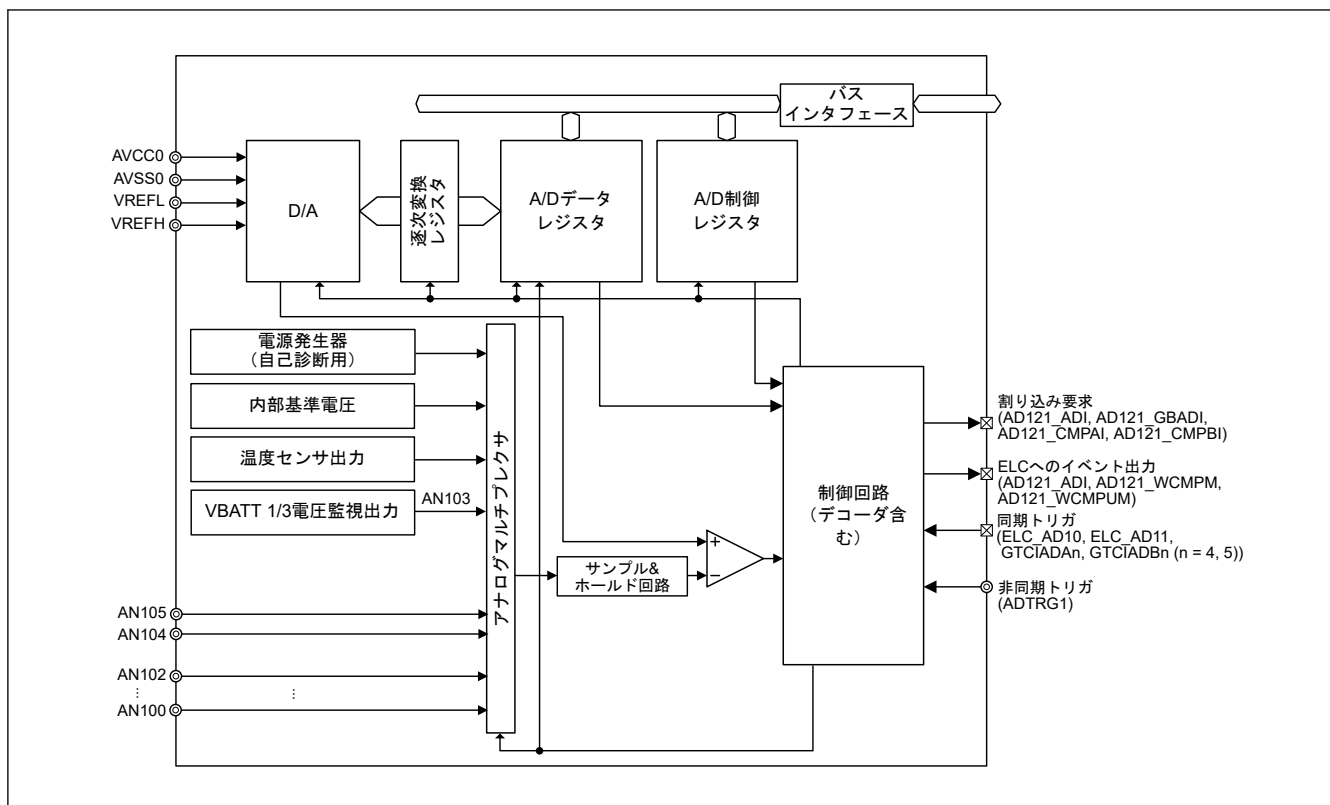 バス
インタフェース
AVCC0
AVSS0
VREFL
VREFH
D/A
逐次変換
レジスタ
A/Dデータ
レジスタ
A/D制御
レジスタ
電源発生器
（自己診断用）
内部基準電圧
温度センサ出力
VBATT 1/3電圧監視出力
AN103
アナログマルチプレクサ
サンプル&
ホールド回路
+
−
制御回路
（デコーダ含
む）
割り込み要求
(AD121_ADI, AD121_GBADI,
AD121_CMPAI, AD121_CMPBI)
ELCへのイベント出力
(AD121_ADI, AD121_WCMPM,
AD121_WCMPUM)
同期トリガ
(ELC_AD10, ELC_AD11,
GTCIADAn, GTCIADBn (n = 4, 5))
非同期トリガ
(ADTRG1)
AN105
AN104
AN102
…
…
AN100